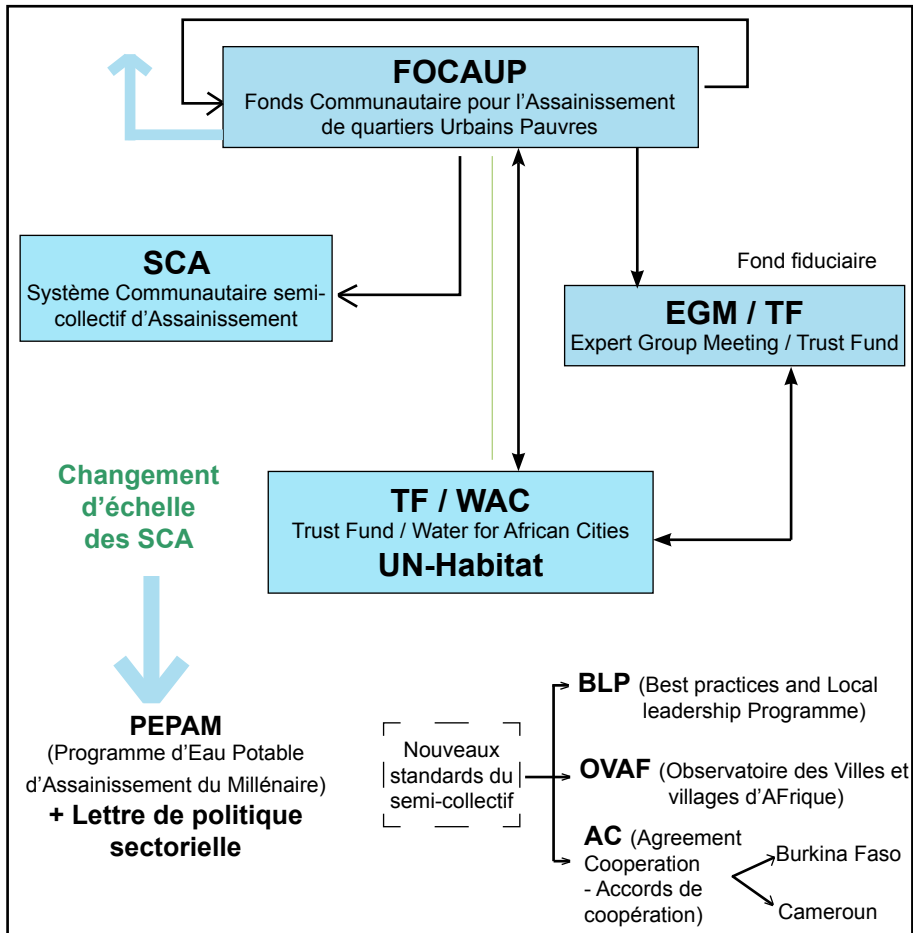 FOCAUP
Fonds Communautaire pour l'Assainissement
de quartiers Urbains Pauvres
SCA
Système Communautaire semi-
collectif d'Assainissement
Fond fiduciaire
EGM / TF
Expert Group Meeting / Trust Fund
TF / WAC
Trust Fund / Water for African Cities
UN-Habitat
Changement
d'échelle
des SCA
PEPAM
(Programme d'Eau Potable
d'Assainissement du Millénaire)
+ Lettre de politique
sectorielle
Nouveaux
standards du
semi-collectif
BLP (Best practices and Local
leadership Programme)
OVAF (Observatoire des Villes et
villages d'AFrique)
AC (Agreement
Cooperation
- Accords de
coopération)
Burkina Faso
Cameroun